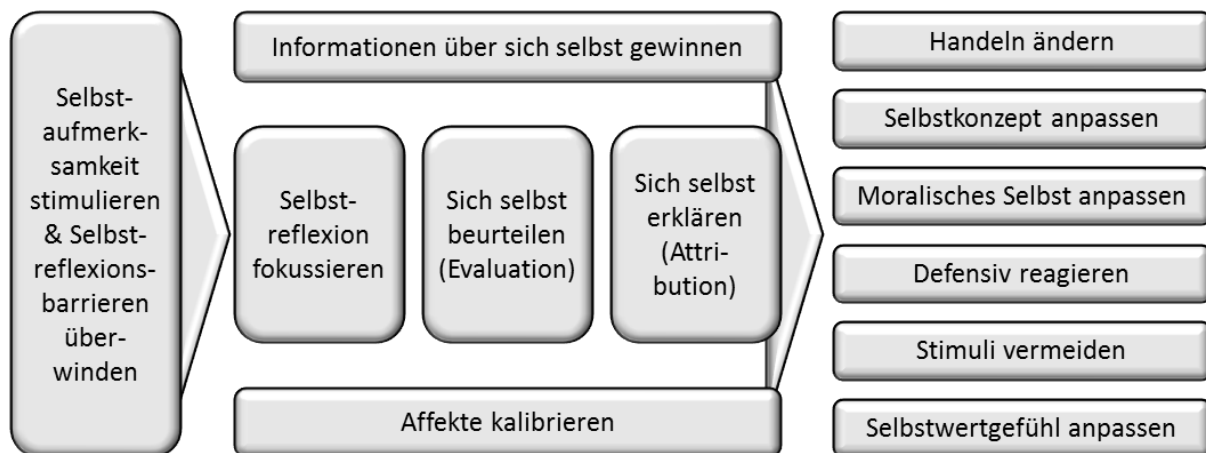 Selbst-
aufmerk-
samkeit
stimulieren
& Selbst-
reflexions-
barrieren
über-
winden
Informationen über sich selbst gewinnen
Selbst-
reflexion
fokussieren
Sich selbst
beurteilen
(Evaluation)
Sich selbst
erklären
(Attri-
bution)
Affekte kalibrieren
Handeln ändern
Selbstkonzept anpassen
Moralisches Selbst anpassen
Defensiv reagieren
Stimuli vermeiden
Selbstwertgefühl anpassen